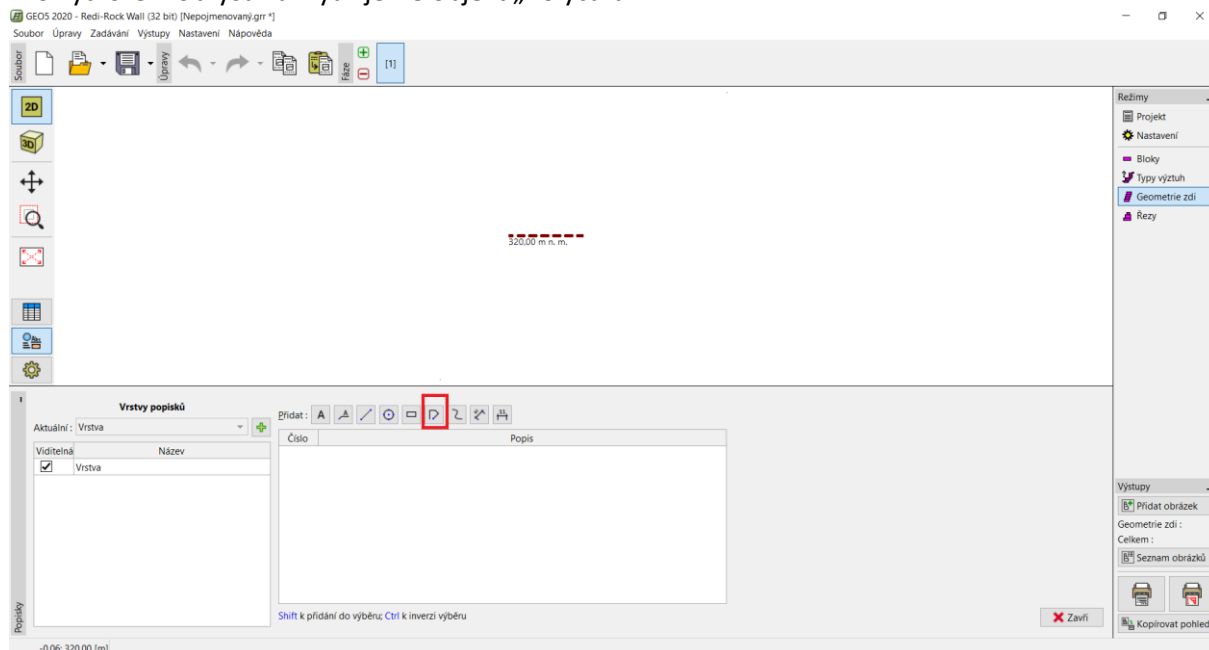 GEO5 2020 - Redi-Rock Wall (32 bit) [Nepojmenovaný.grr *]
Soubor Úpravy Zadávání Výstupy Nastavení Nápověda
Soubor
Úpravy
Fáze
[1]
2D
3D
320,00 m n. m.
Režimy
Projekt
Nastavení
Bloky
Typy výztuh
Geometrie zdi
Řezy
Vrstvy popisků
Aktuální : Vrstva
Viditelná Název
Vrstva
Přidat :
Číslo Popis
Shift k přidání do výběru; Ctrl k inverzi výběru
Zavři
Popisky
Výstupy
Přidat obrázek
Geometrie zdi :
Celkem :
Seznam obrázků
Kopírovat pohled
-0,06; 320,00 [m]